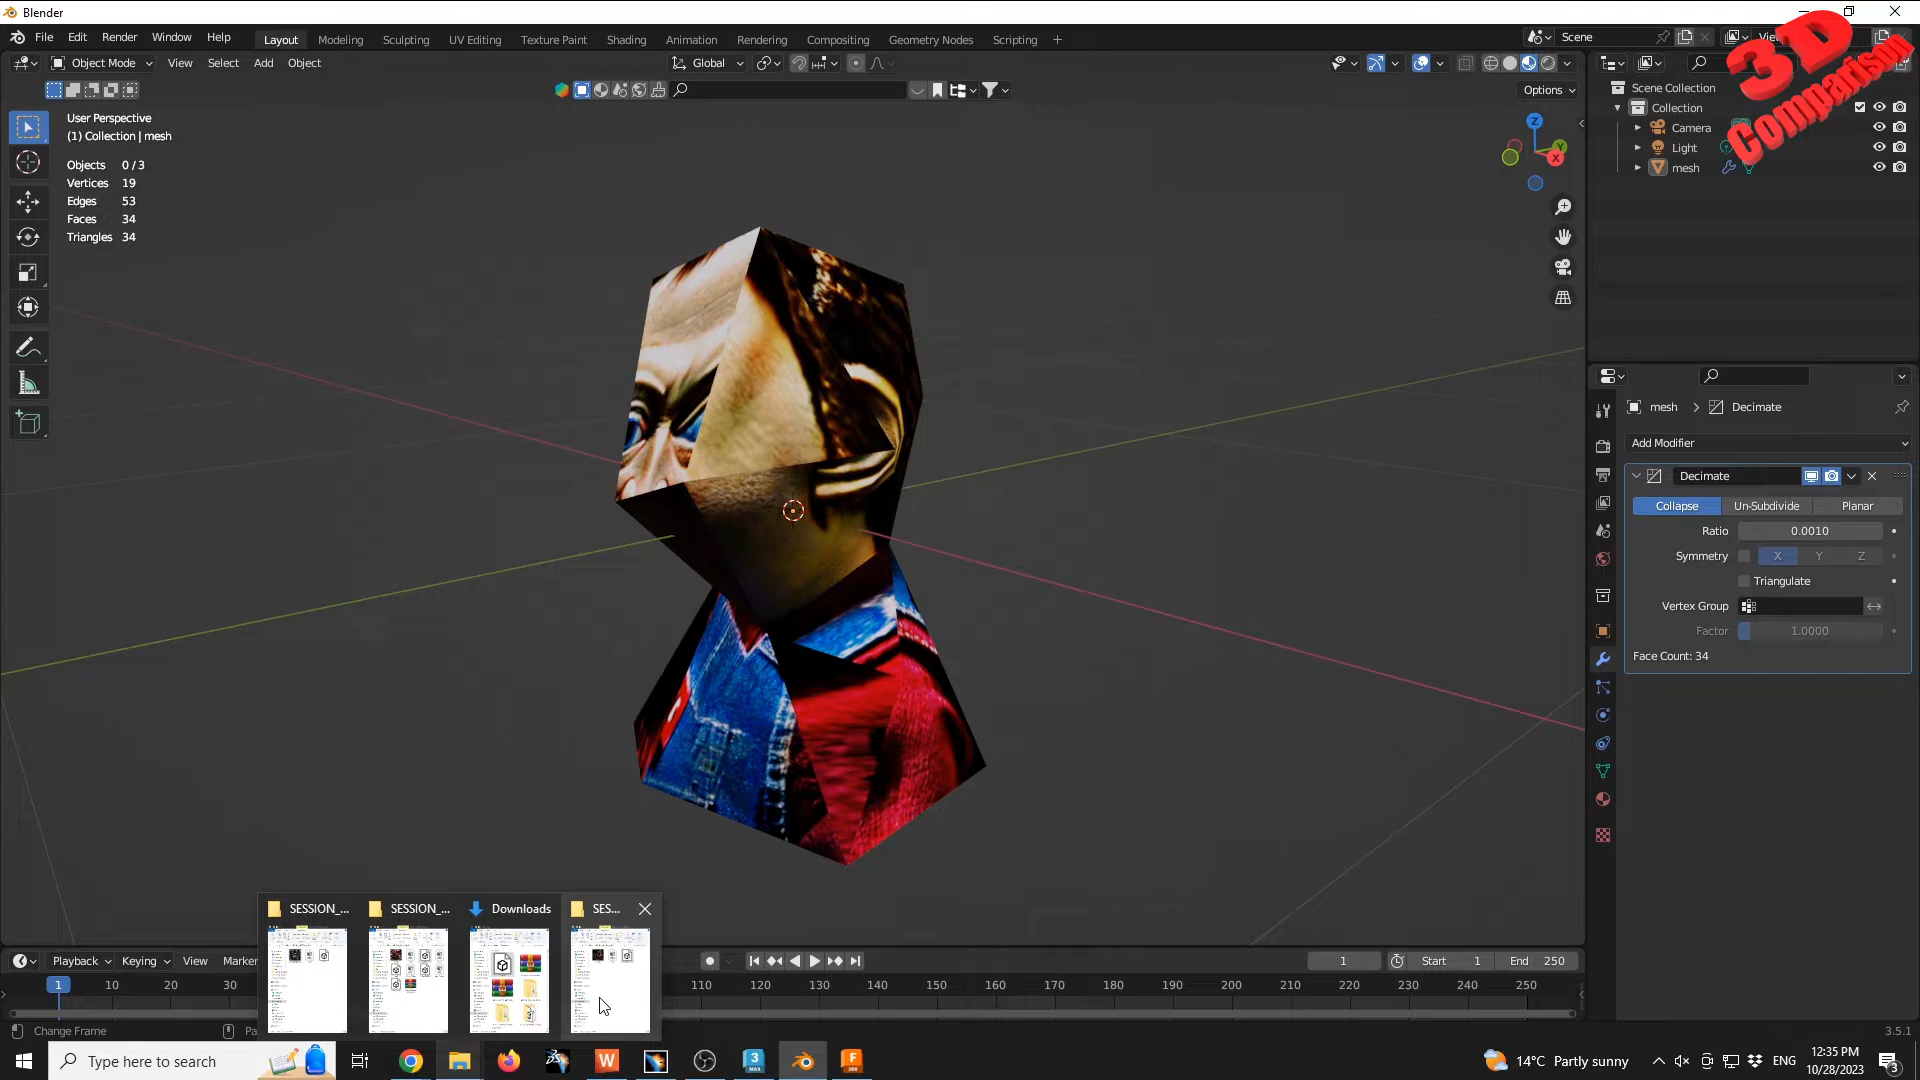 Blender
File Edit Render Window Help
Layout Modeling Sculpting UV Editing Texture Paint Shading Animation Rendering Compositing Geometry Nodes Scripting +
Scene
Object Mode View Select Add Object
Global
Options
3D
Comparison
User Perspective
(1) Collection | mesh
Objects 0 / 3
Vertices 19
Edges 53
Faces 34
Triangles 34
Z
Y
X
Scene Collection
Collection
Camera
Light
mesh
mesh > Decimate
Add Modifier
Decimate
Collapse Un-Subdivide Planar
Ratio 0.0010
Symmetry X Y Z
Triangulate
Vertex Group
Factor 1.0000
Face Count: 34
SESSION_... SESSION_... Downloads SES...
Playback Keying View Marker
1 Start 1 End 250
1 10 20 30 110 120 130 140 150 160 170 180 190 200 210 220 230 240 250
Change Frame
3.5.1
Type here to search
W
3
MAX
F
360
14°C Partly sunny
ENG
12:35 PM
10/28/2023
3